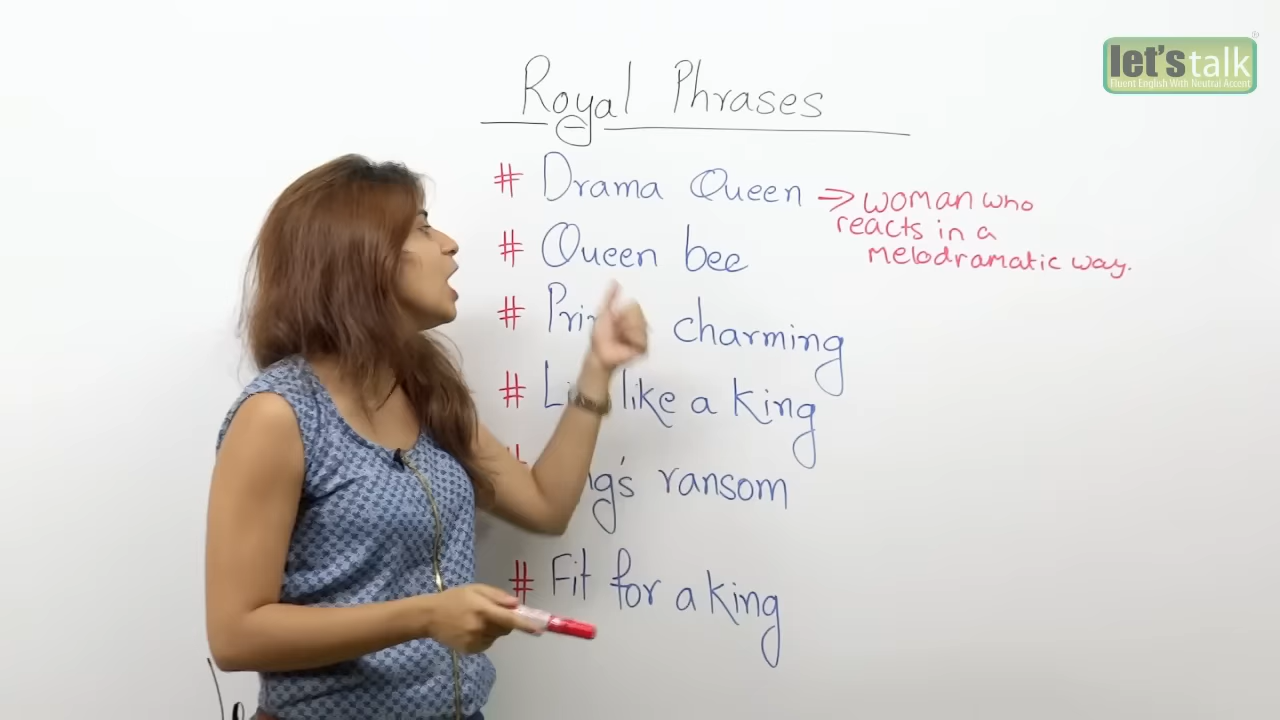 let's talk
Fluent English With Neutral Accent
Royal Phrases
# Drama Queen => woman who
reacts in a
melodramatic way.
# Queen bee
# charming
# like a king
ransom
# Fit for a king